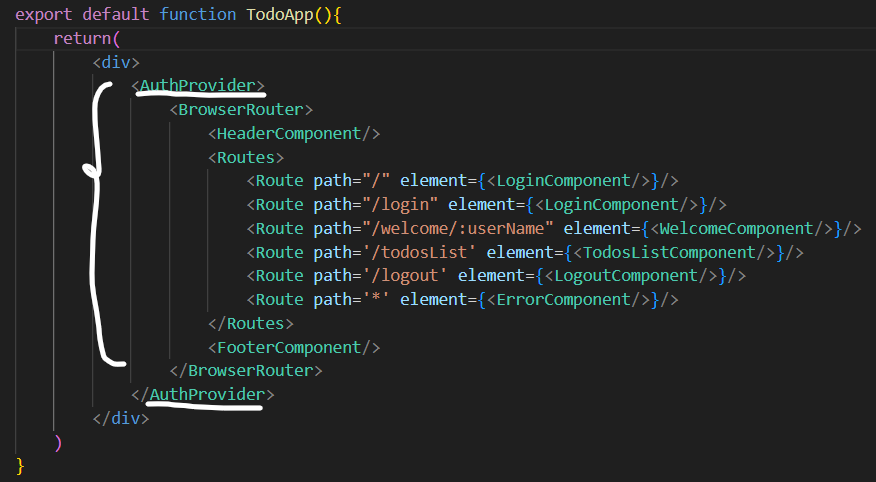 export default function TodoApp(){
return(
<div>
<AuthProvider>
<BrowserRouter>
<HeaderComponent/>
<Routes>
<Route path="/" element={<LoginComponent/>}/>
<Route path="/login" element={<LoginComponent/>}/>
<Route path="/welcome/:userName" element={<WelcomeComponent/>}/>
<Route path='/todosList' element={<TodosListComponent/>}/>
<Route path='/logout' element={<LogoutComponent/>}/>
<Route path='*' element={<ErrorComponent/>}/>
</Routes>
<FooterComponent/>
</BrowserRouter>
</AuthProvider>
</div>
)
}